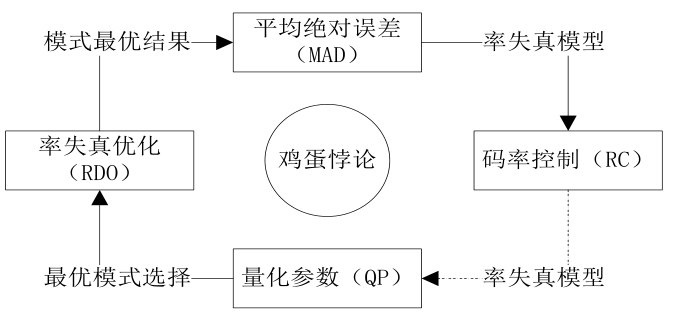 模式最优结果
平均绝对误差
（MAD）
率失真模型
率失真优化
（RDO）
鸡蛋悖论
码率控制（RC）
最优模式选择
量化参数（QP）
率失真模型